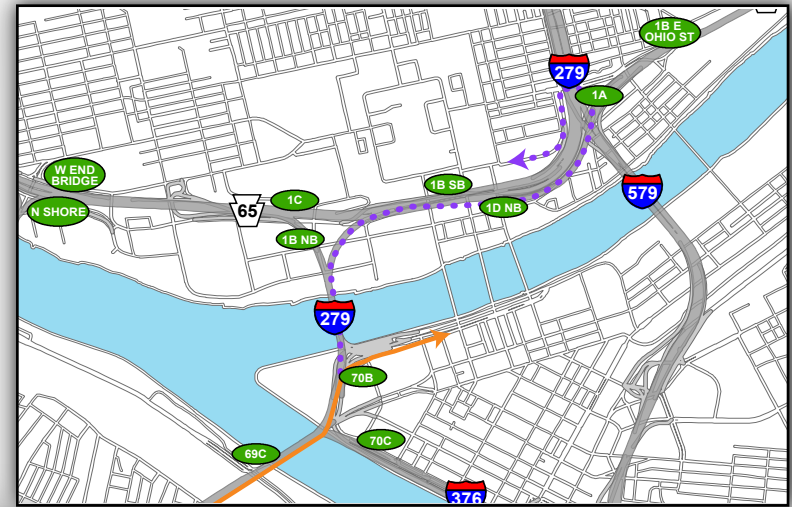 1B E
OHIO ST
279
1A
W END
BRIDGE
1B SB
579
1C
N SHORE
65
1D NB
1B NB
279
70B
70C
69C
376